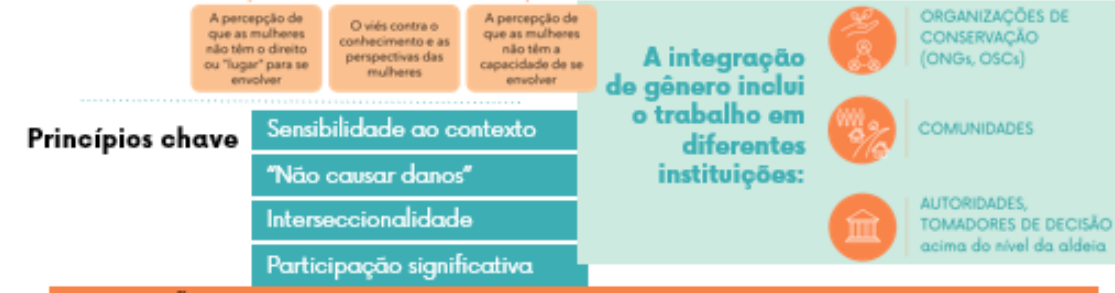 A percepção de
que as mulheres
não têm o direito
ou "lugar" para se
envolver
O viés contra o
conhecimento e as
perspectivas das
mulheres
A percepção de
que as mulheres
não têm a
capacidade de se
envolver
Princípios chave
Sensibilidade ao contexto
"Não causar danos"
Interseccionalidade
Participação significativa
A integração
de gênero inclui
o trabalho em
diferentes
instituições:
ORGANIZAÇÕES DE
CONSERVAÇÃO
(ONGs, OSCs)
COMUNIDADES
AUTORIDADES,
TOMADORES DE DECISÃO
acima do nível da aldeia